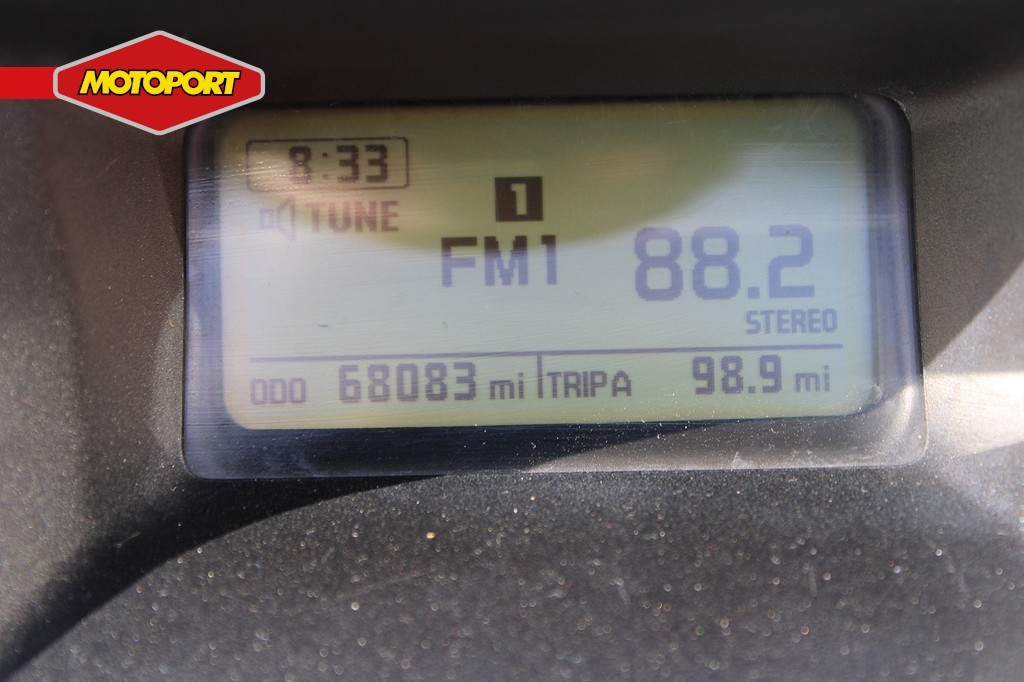 MOTOPORT
8:33
TUNE
1
FM1 88.2
STEREO
ODO 68083 mi TRIPA 98.9 mi